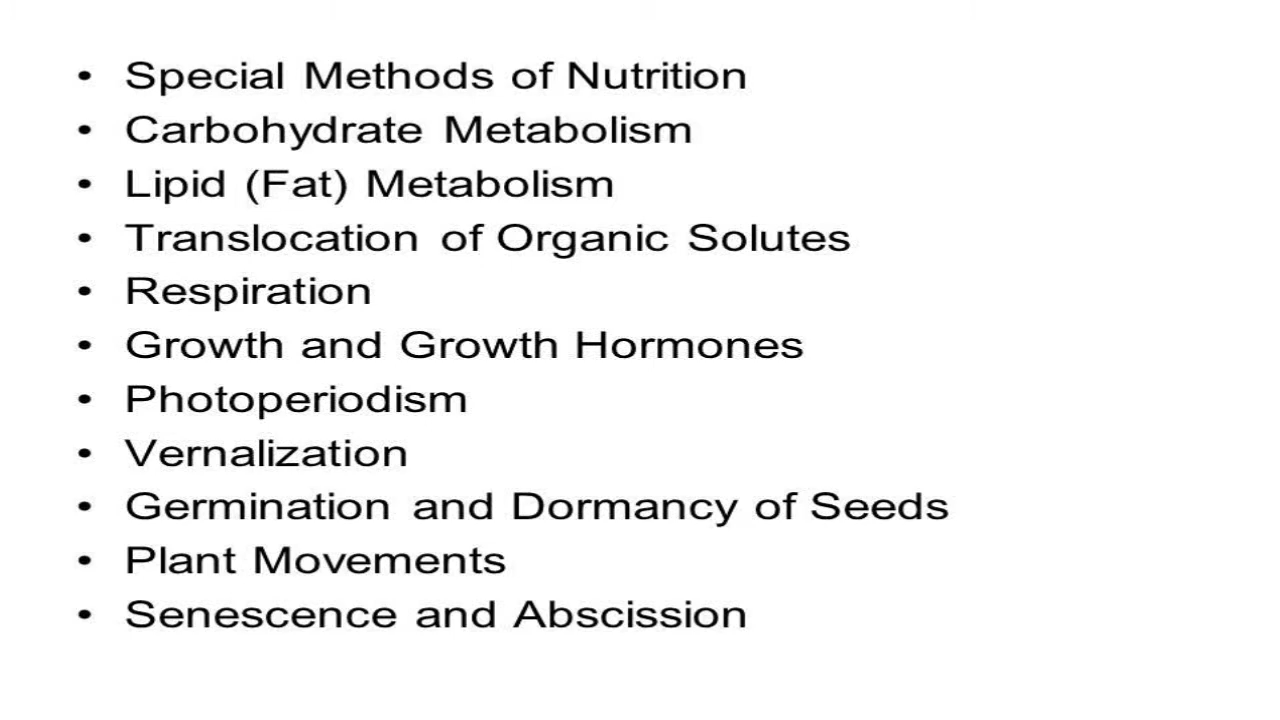 • Special Methods of Nutrition
• Carbohydrate Metabolism
• Lipid (Fat) Metabolism
• Translocation of Organic Solutes
• Respiration
• Growth and Growth Hormones
• Photoperiodism
• Vernalization
• Germination and Dormancy of Seeds
• Plant Movements
• Senescence and Abscission